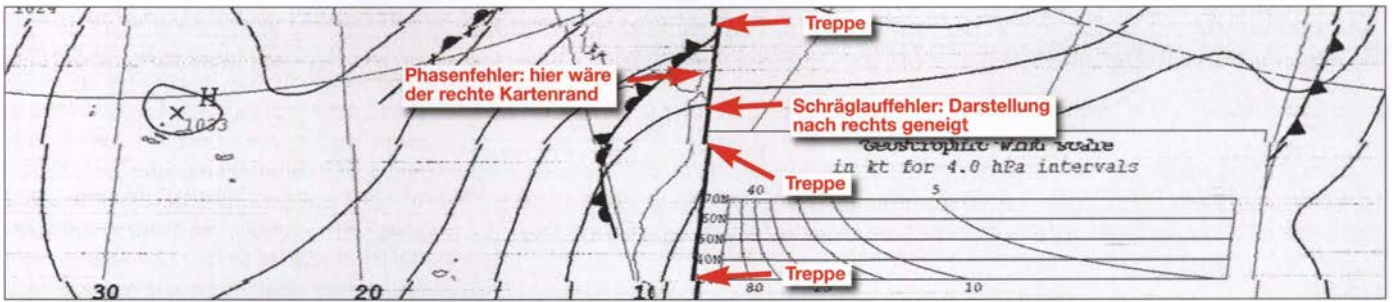 1024
Treppe
Phasenfehler: hier wäre
der rechte Kartenrand
H
1033
Schräglauffehler: Darstellung
nach rechts geneigt
Geostrophic Wind Scale
in kt for 4.0 hPa intervals
Treppe
40
5
70N
60N
50N
40N
Treppe
30
20
10
80
10